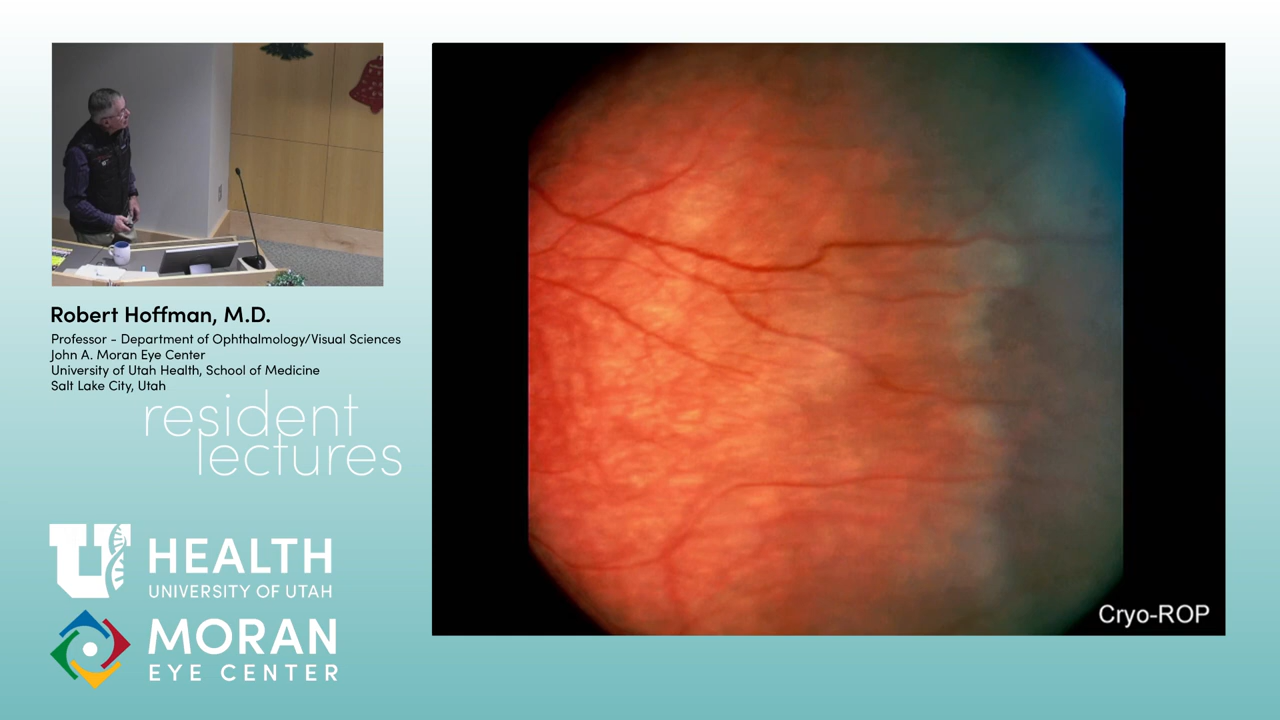 Robert Hoffman, M.D.
Professor - Department of Ophthalmology/Visual Sciences
John A. Moran Eye Center
University of Utah Health, School of Medicine
Salt Lake City, Utah
resident
lectures
U HEALTH
UNIVERSITY OF UTAH
MORAN
EYE CENTER
Cryo-ROP